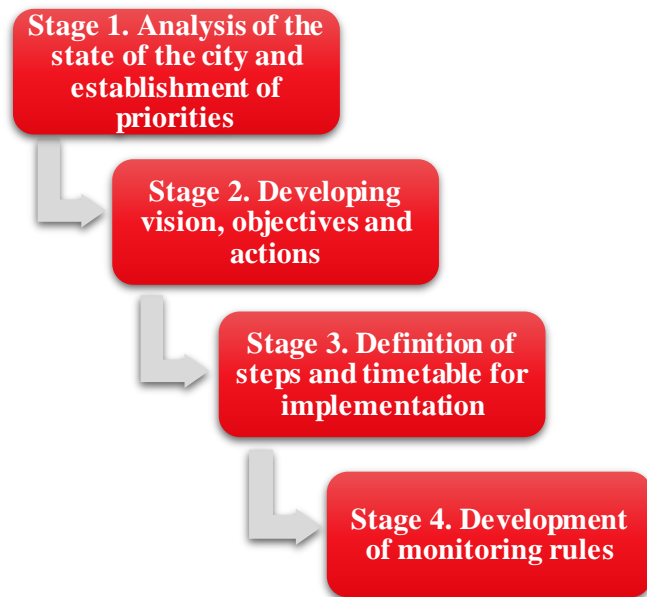 Stage 1. Analysis of the
state of the city and
establishment of
priorities
Stage 2. Developing
vision, objectives and
actions
Stage 3. Definition of
steps and timetable for
implementation
Stage 4. Development
of monitoring rules